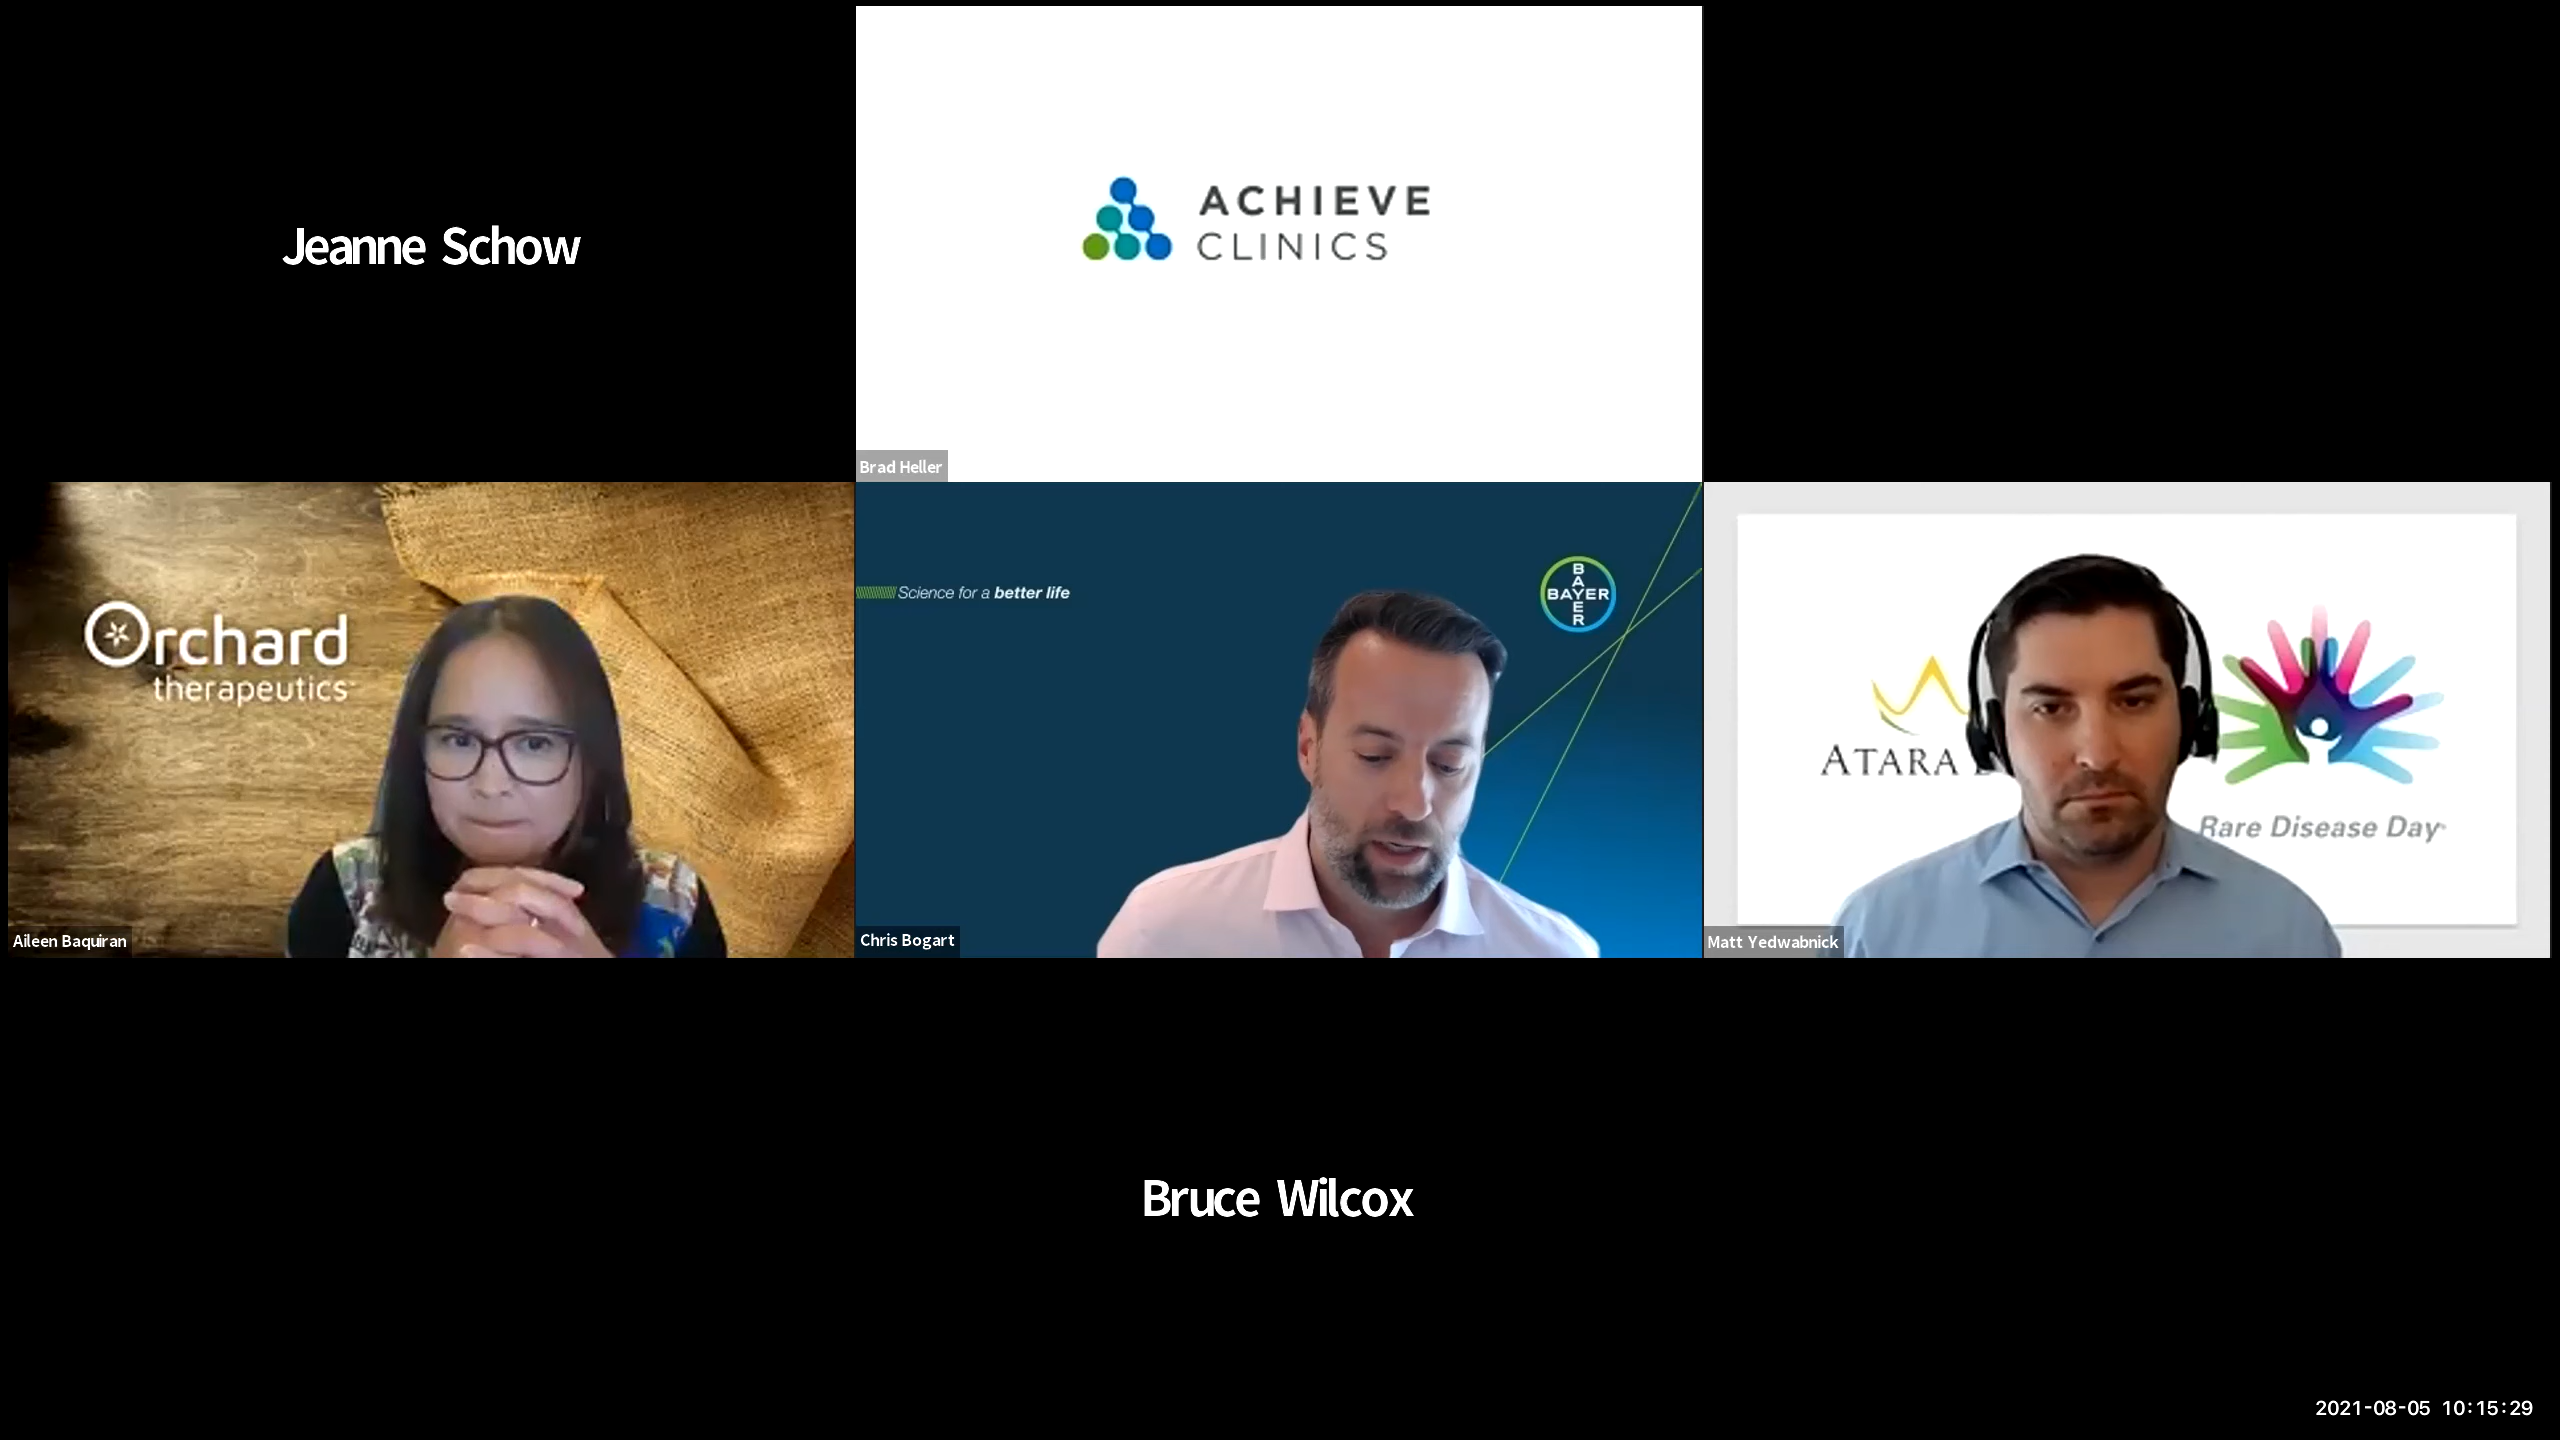 Jeanne Schow
ACHIEVE
CLINICS
Brad Heller
Orchard
therapeutics
Aileen Baquiran
Science for a better life
BAYER
BAYER
Chris Bogart
ATARA
Rare Disease Day
Matt Yedwabnick
Bruce Wilcox
2021-08-05 10:15:29